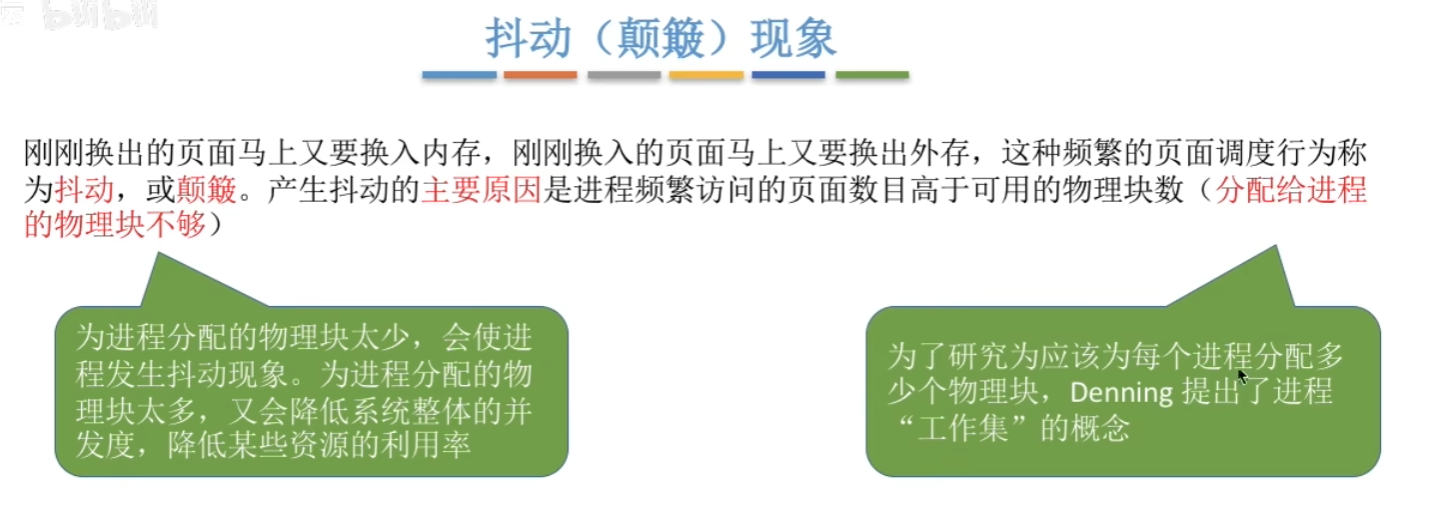 抖动（颠簸）现象
刚刚换出的页面马上又要换入内存，刚刚换入的页面马上又要换出外存，这种频繁的页面调度行为称
为抖动，或颠簸。产生抖动的主要原因是进程频繁访问的页面数目高于可用的物理块数（分配给进程
的物理块不够）
为进程分配的物理块太少，会使进
程发生抖动现象。为进程分配的物
理块太多，又会降低系统整体的并
发度，降低某些资源的利用率
为了研究为应该为每个进程分配多
少个物理块，Denning 提出了进程
“工作集”的概念